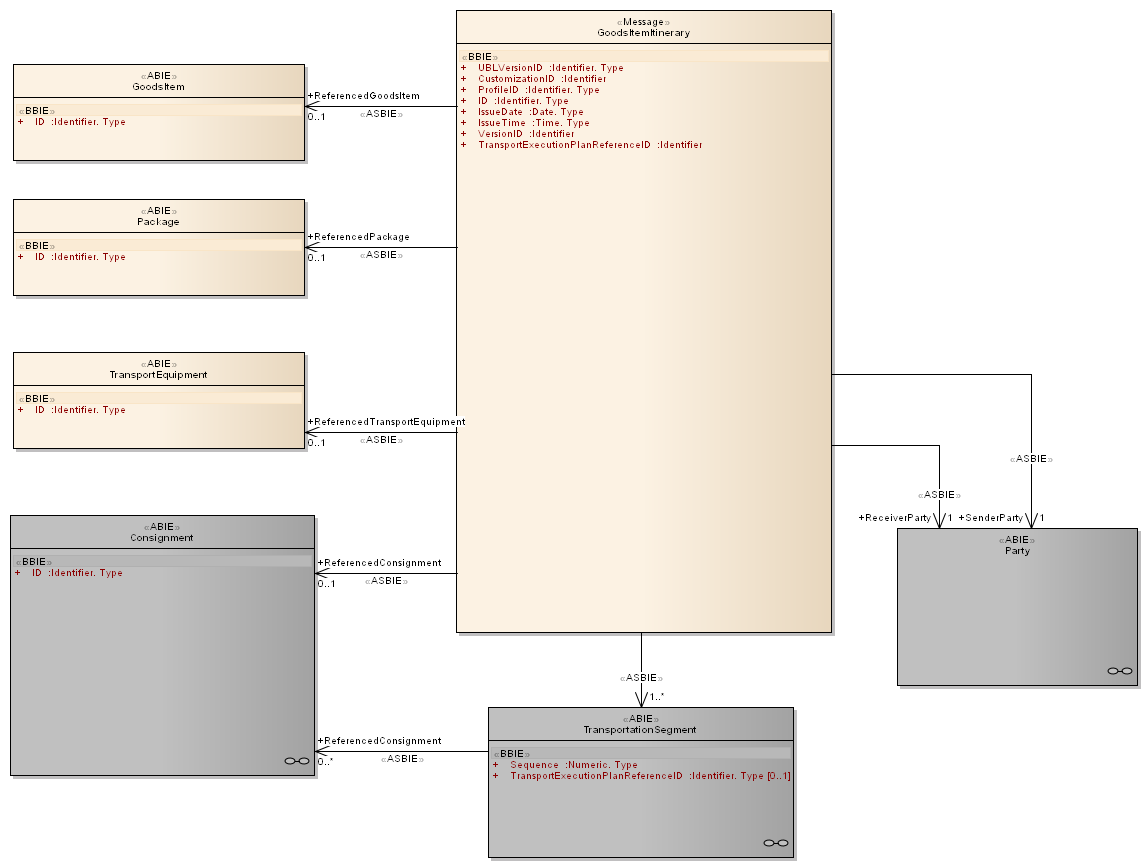 «Message»
GoodsItemItinerary
«BBIE»
+ UBLVersionID :Identifier. Type
+ CustomizationID :Identifier
+ ProfileID :Identifier. Type
+ ID :Identifier. Type
+ IssueDate :Date. Type
+ IssueTime :Time. Type
+ VersionID :Identifier
+ TransportExecutionPlanReferenceID :Identifier
«ABIE»
GoodsItem
«BBIE»
+ ID :Identifier. Type
+ReferencedGoodsItem
0..1
«ASBIE»
«ABIE»
Package
«BBIE»
+ ID :Identifier. Type
+ReferencedPackage
0..1
«ASBIE»
«ABIE»
TransportEquipment
«BBIE»
+ ID :Identifier. Type
+ReferencedTransportEquipment
0..1
«ASBIE»
«ABIE»
Consignment
«BBIE»
+ ID :Identifier. Type
+ReferencedConsignment
0..1
«ASBIE»
«ASBIE»
«ASBIE»
+ReceiverParty 1 +SenderParty 1
«ABIE»
Party
«ASBIE»
1..*
«ABIE»
TransportationSegment
«BBIE»
+ Sequence :Numeric. Type
+ TransportExecutionPlanReferenceID :Identifier. Type [0..1]
+ReferencedConsignment
0..*
«ASBIE»